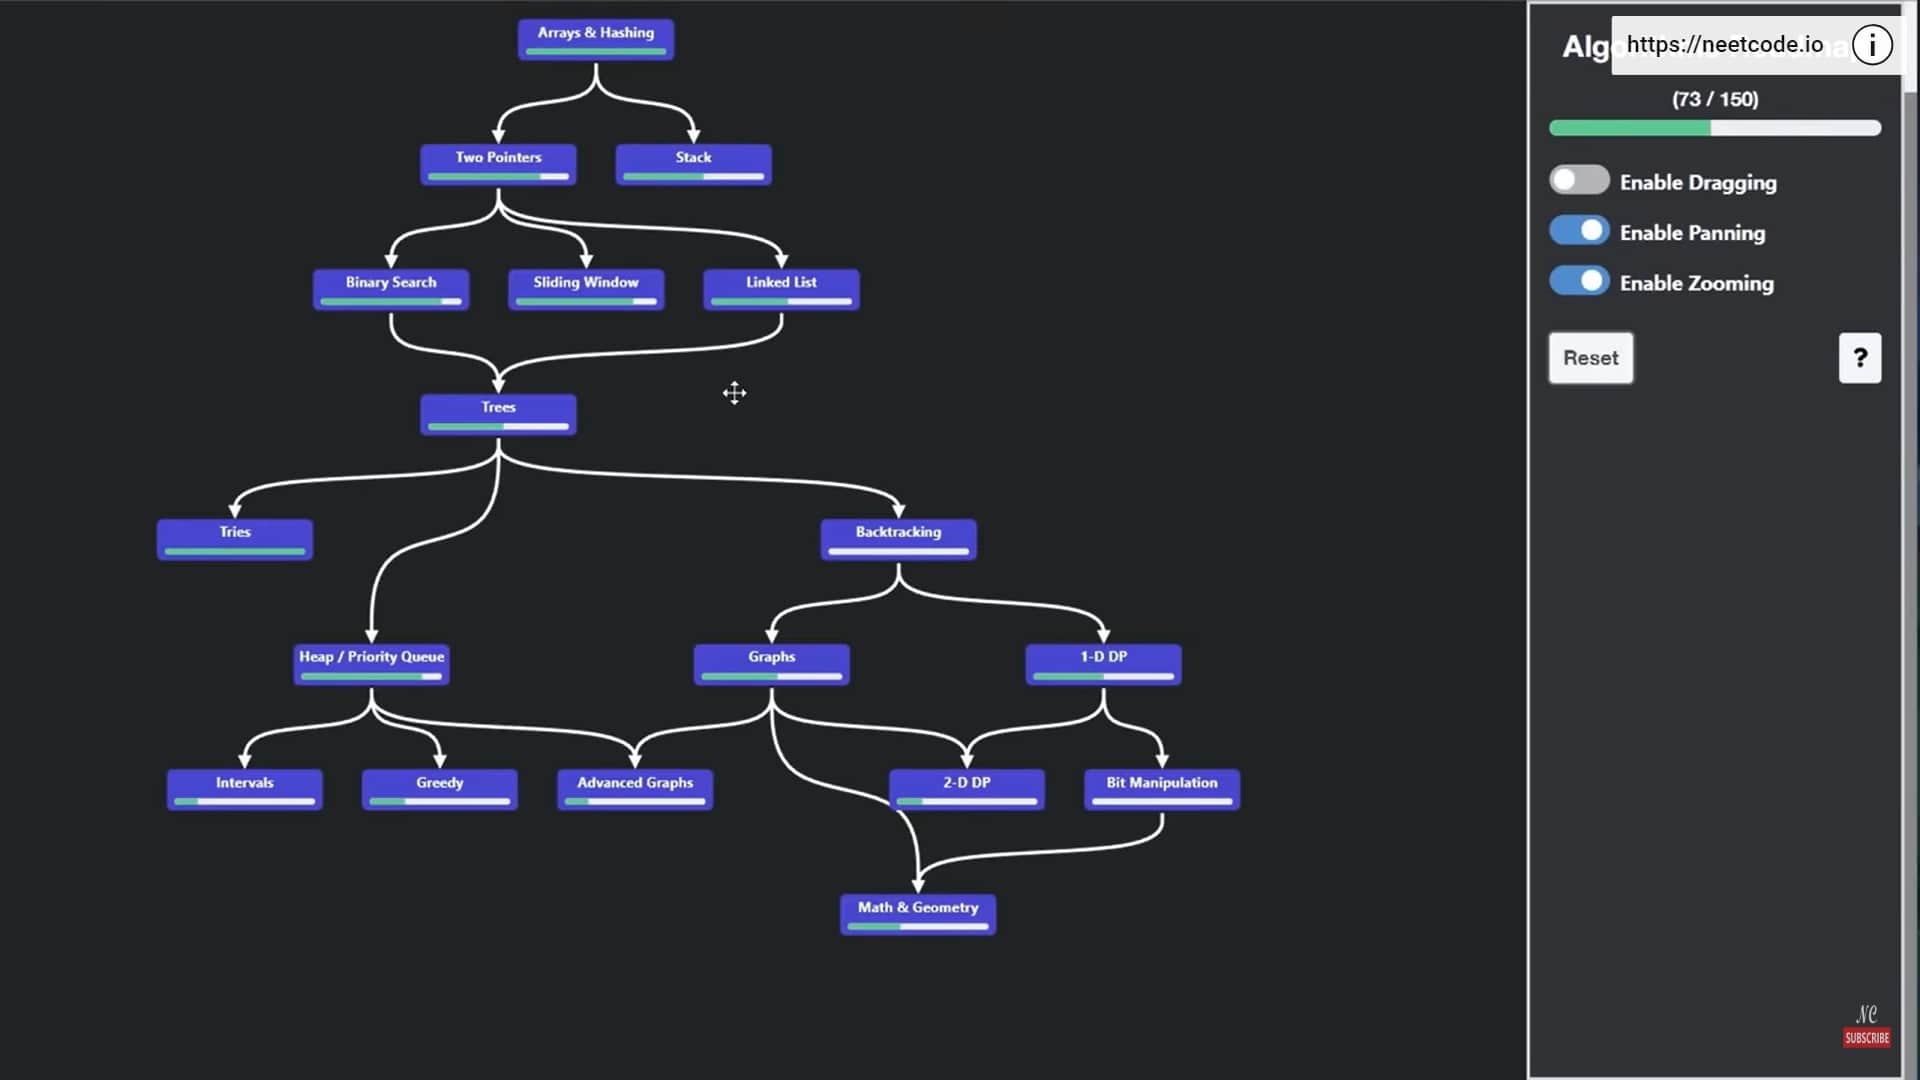 Arrays & Hashing
Two Pointers
Stack
Binary Search
Sliding Window
Linked List
Trees
Tries
Backtracking
Heap / Priority Queue
Graphs
1-D DP
Intervals
Greedy
Advanced Graphs
2-D DP
Bit Manipulation
Math & Geometry
https://neetcode.io
(73 / 150)
Enable Dragging
Enable Panning
Enable Zooming
Reset
?
NC
SUBSCRIBE